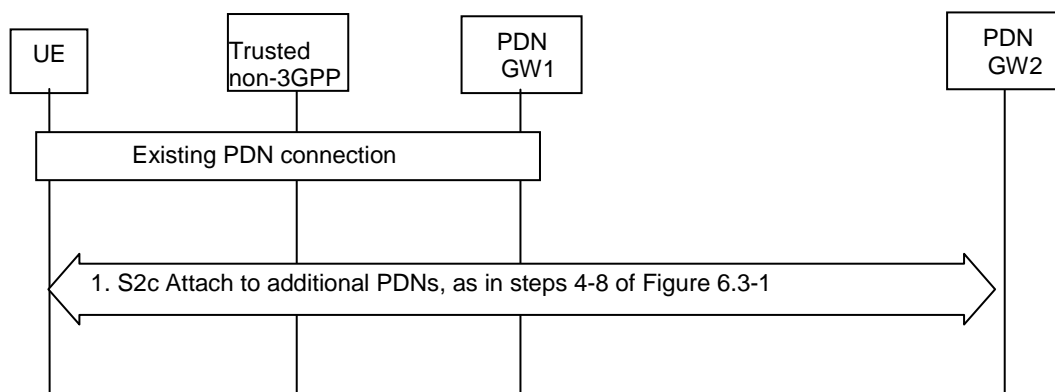 UE
Trusted
non-3GPP
PDN
GW1
PDN
GW2
Existing PDN connection
1. S2c Attach to additional PDNs, as in steps 4-8 of Figure 6.3-1